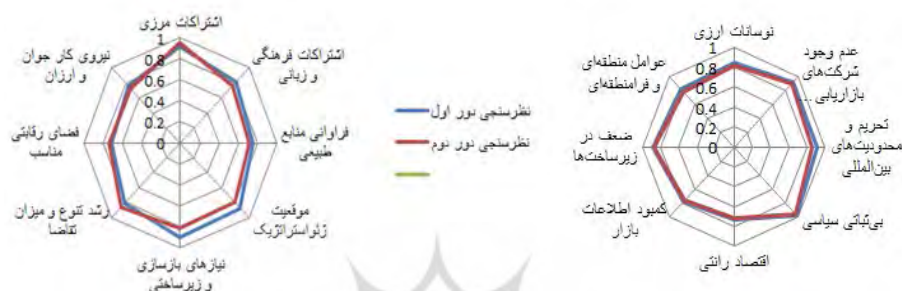 اشتراکات مرزی
اشتراکات فرهنگی
و زبانی
فراوانی منابع
طبیعی
موقعیت
ژئواستراتژیک
نیازهای بازسازی
و زیرساختی
رشد تنوع و میزان
تقاضا
فضای رقابتی
مناسب
نیروی کار جوان
و ارزان
1
0.8
0.6
0.4
0.2
0
نظرسنجی دور اول
نظرسنجی دور دوم
نوسانات ارزی
عدم وجود
شرکت‌های
بازاریابی ...
تحریم و
محدودیت‌های
بین‌المللی
بی‌ثباتی سیاسی
اقتصاد رانتی
کمبود اطلاعات
بازار
ضعف در
زیرساخت‌ها
عوامل منطقه‌ای
و فرامنطقه‌ای
1
0.8
0.6
0.4
0.2
0